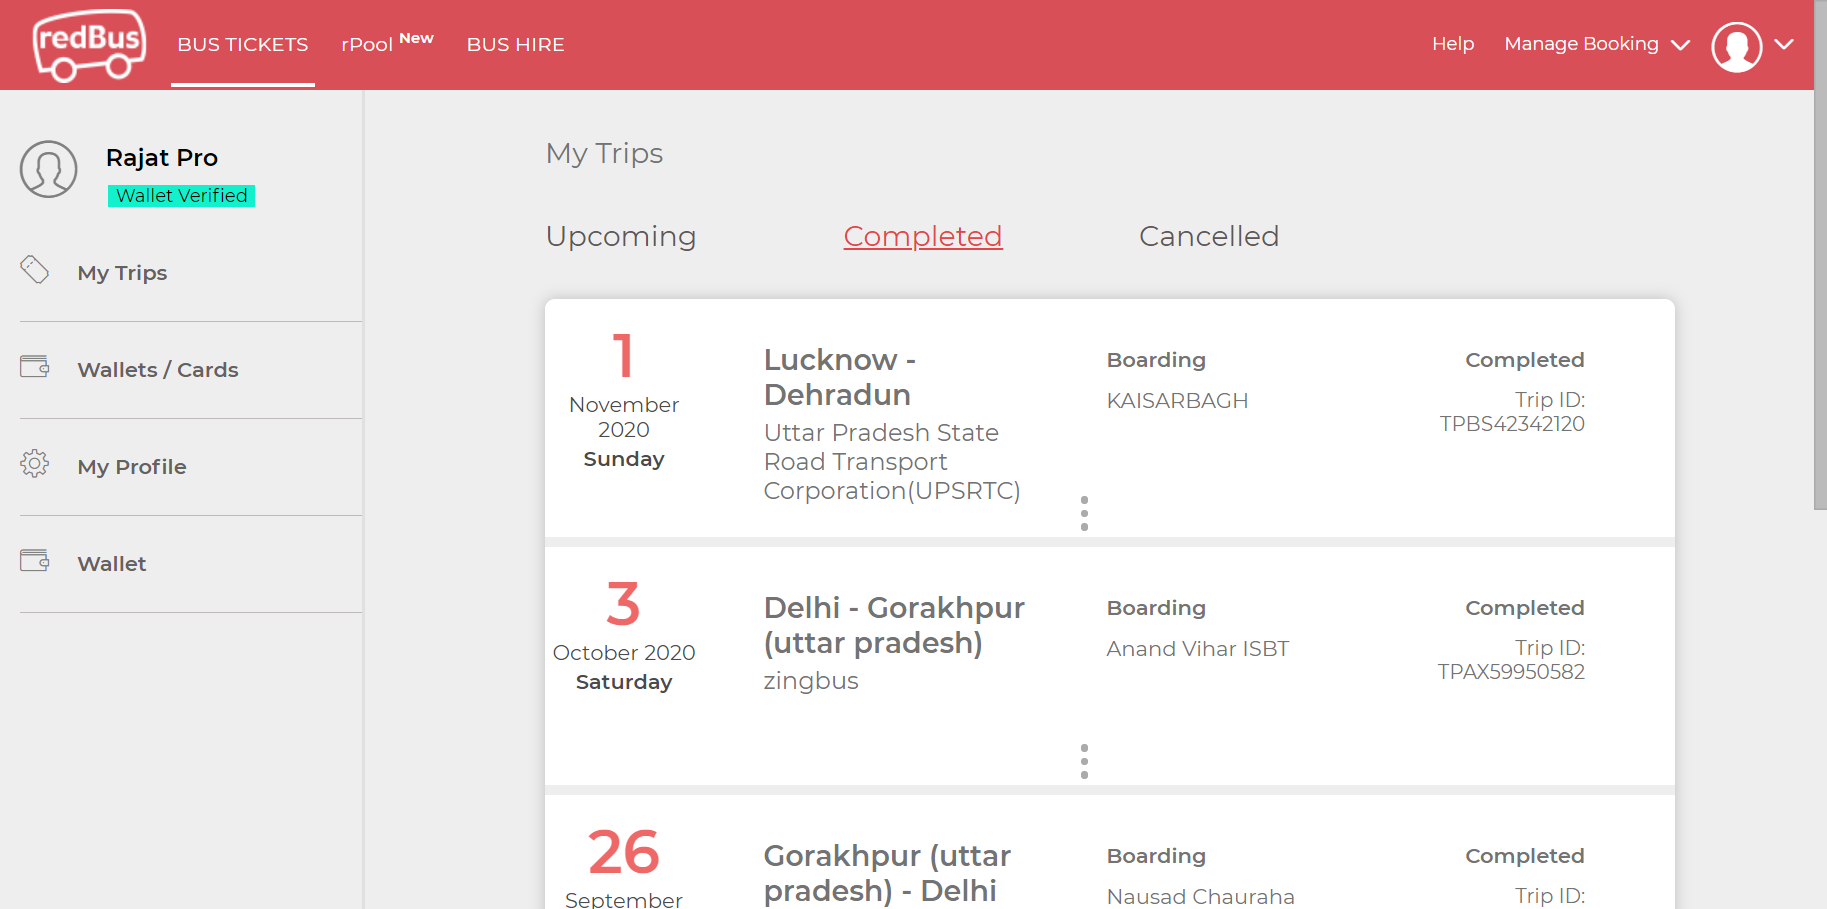 redBus
BUS TICKETS
rPool New
BUS HIRE
Help
Manage Booking
Rajat Pro
Wallet Verified
My Trips
Wallets / Cards
My Profile
Wallet
My Trips
Upcoming
Completed
Cancelled
1
November
2020
Sunday
Lucknow -
Dehradun
Uttar Pradesh State
Road Transport
Corporation(UPSRTC)
Boarding
KAISARBAGH
Completed
Trip ID:
TPBS42342120
3
October 2020
Saturday
Delhi - Gorakhpur
(uttar pradesh)
zingbus
Boarding
Anand Vihar ISBT
Completed
Trip ID:
TPAX59950582
26
September
Gorakhpur (uttar
pradesh) - Delhi
Boarding
Nausad Chauraha
Completed
Trip ID: